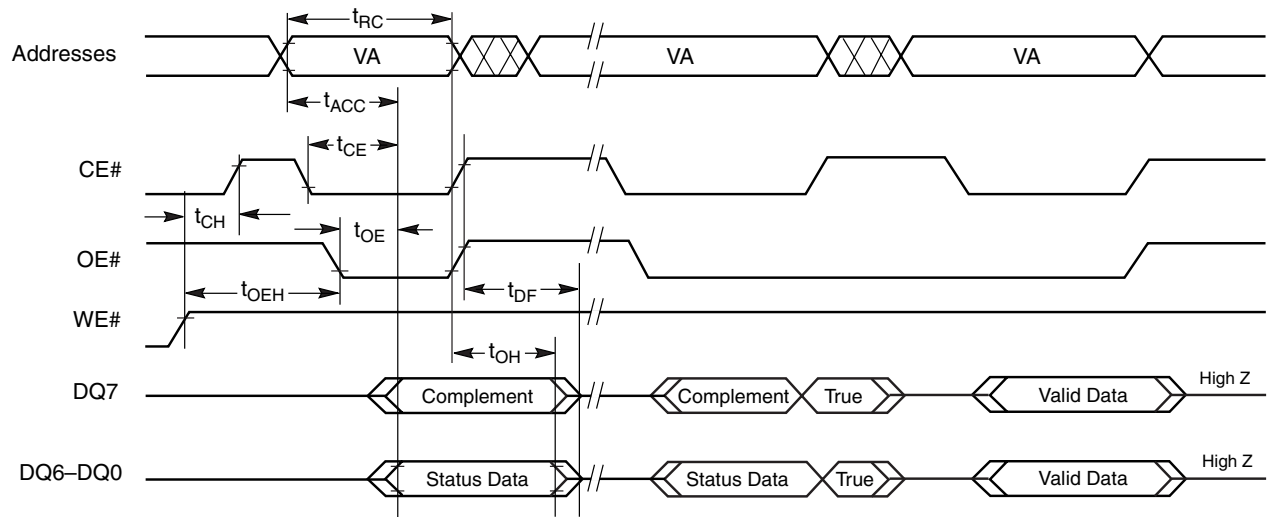 tRC
Addresses VA VA VA
tACC
tCE
CE#
tCH
tOE
OE#
tOEH
tDF
WE#
tOH
DQ7 Complement Complement True Valid Data High Z
DQ6–DQ0 Status Data Status Data True Valid Data High Z